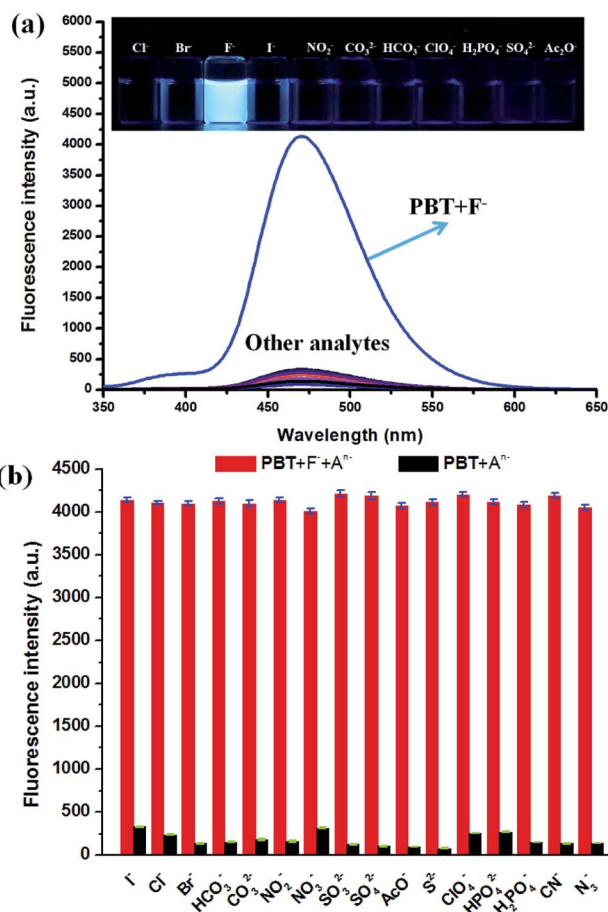 (a)
6000
5500
5000
4500
4000
3500
3000
2500
2000
1500
1000
500
0
Fluorescence intensity (a.u.)
Cl⁻ Br⁻ F⁻ I⁻ NO₂⁻ CO₃²⁻ HCO₃⁻ ClO₄⁻ H₂PO₄⁻ SO₄²⁻ Ac₂O⁻
PBT+F⁻
Other analytes
350 400 450 500 550 600 650
Wavelength (nm)
(b)
PBT+F⁻+Aⁿ⁻ PBT+Aⁿ⁻
4500
4000
3500
3000
2500
2000
1500
1000
500
0
Fluorescence intensity (a.u.)
I⁻ Cl⁻ Br⁻ HCO₃⁻ CO₃²⁻ NO₂⁻ NO₃⁻ SO₃²⁻ SO₄²⁻ AcO⁻ S²⁻ ClO₄⁻ HPO₄²⁻ H₂PO₄⁻ CN⁻ N₃⁻